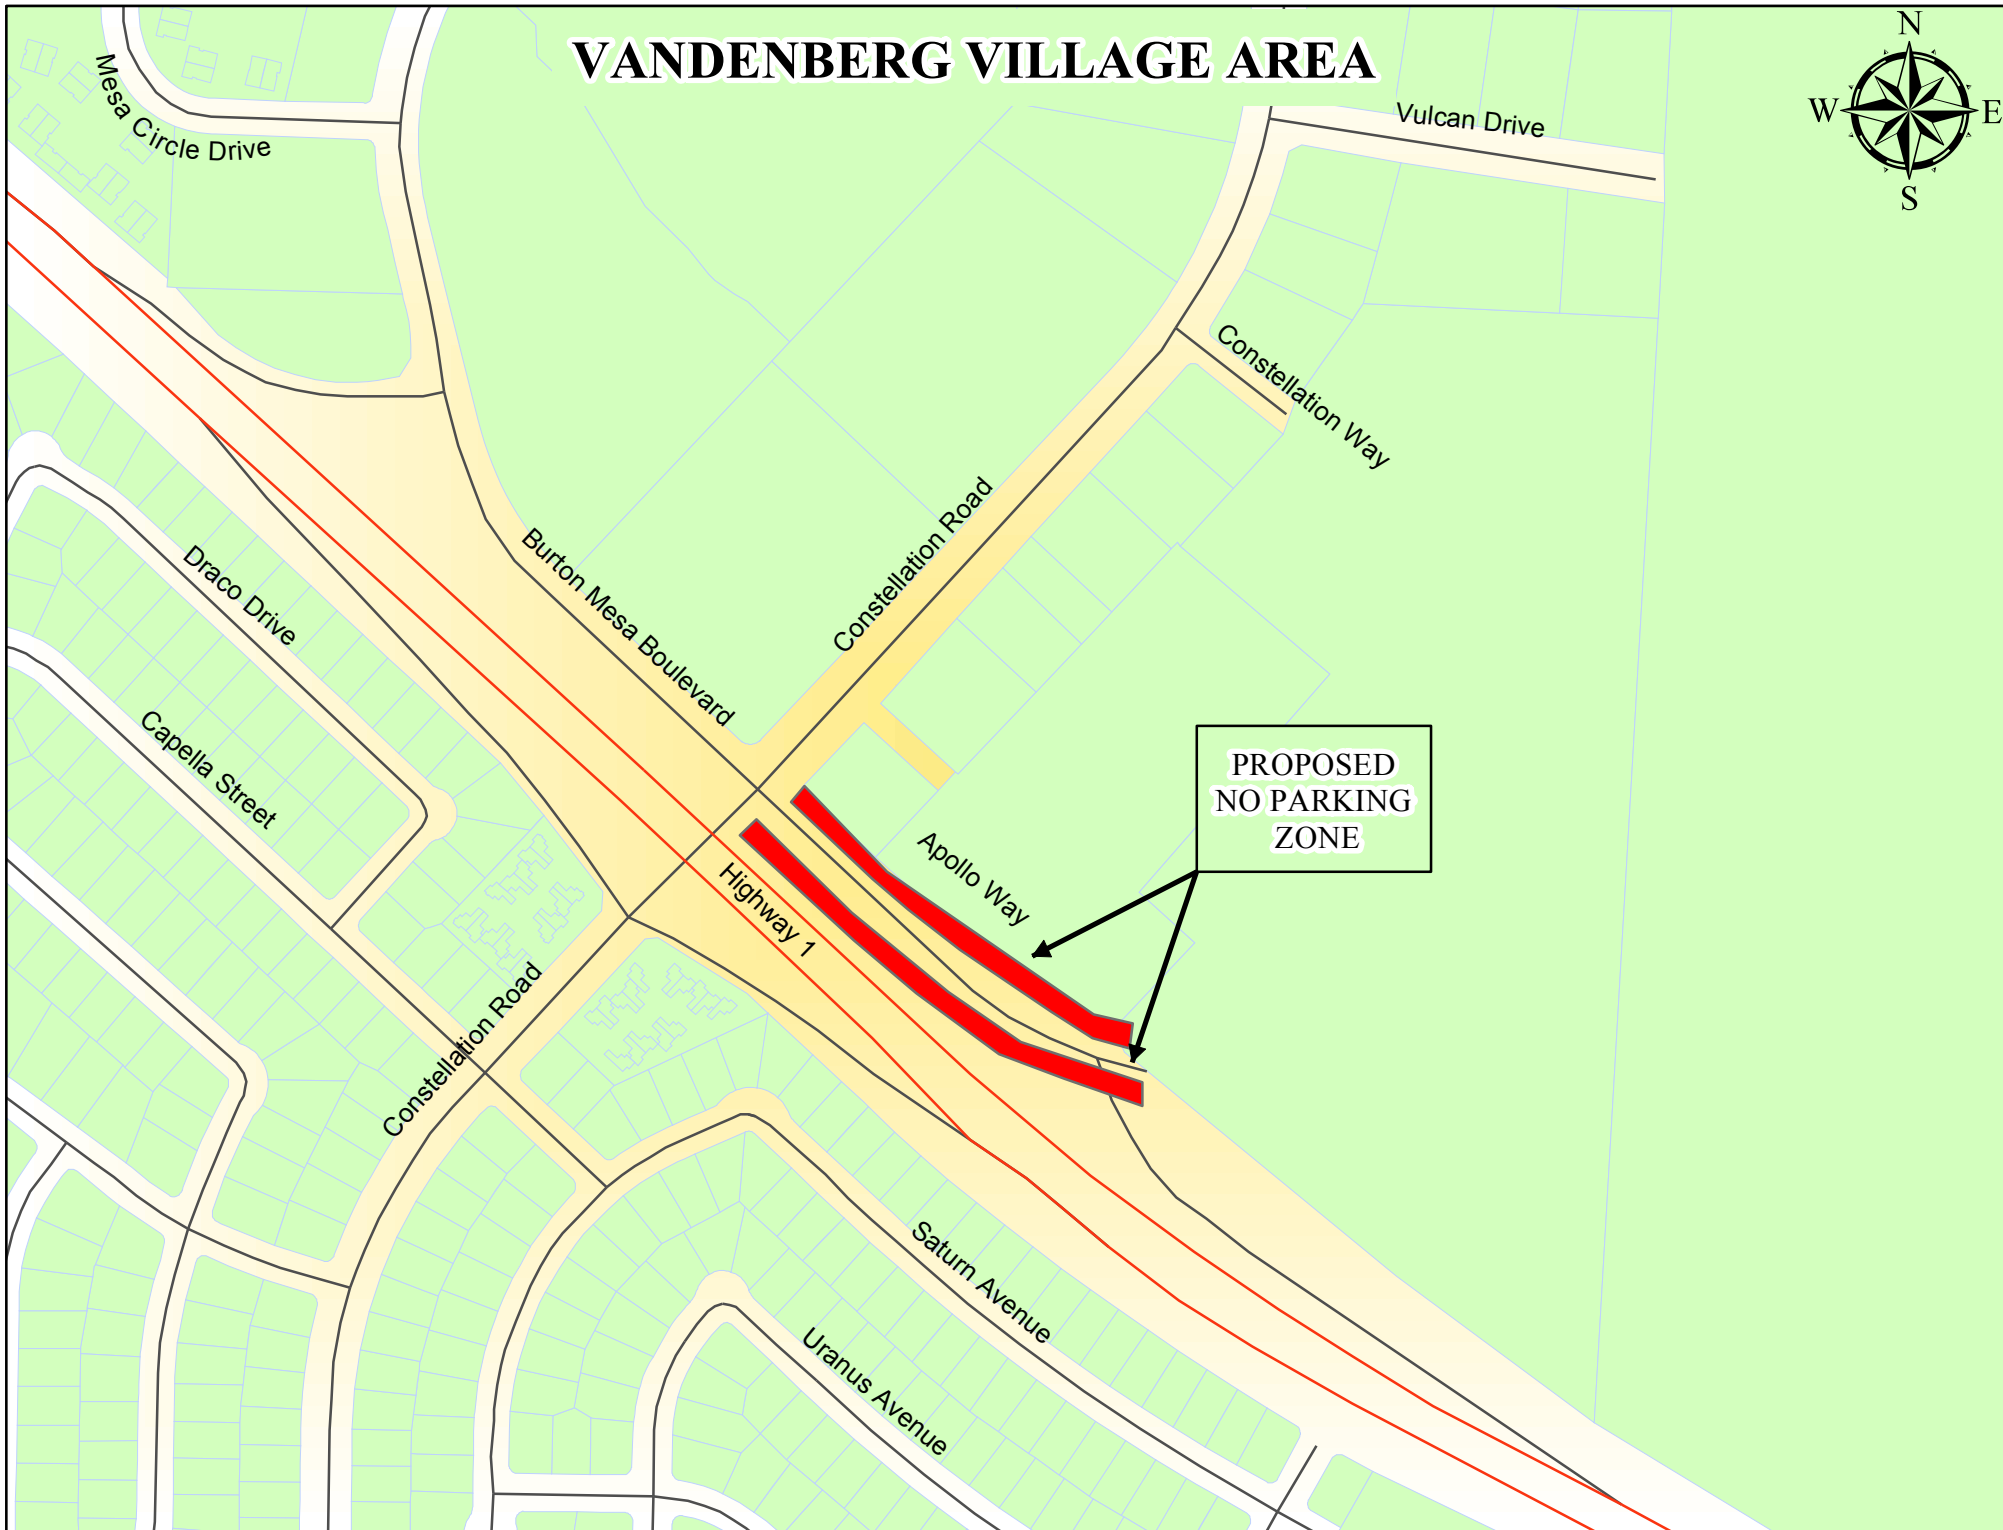 VANDENBERG VILLAGE AREA
N
W
E
S
Mesa Circle Drive
Vulcan Drive
Constellation Way
Constellation Road
Burton Mesa Boulevard
Draco Drive
Capella Street
PROPOSED
NO PARKING
ZONE
Apollo Way
Highway 1
Constellation Road
Saturn Avenue
Uranus Avenue